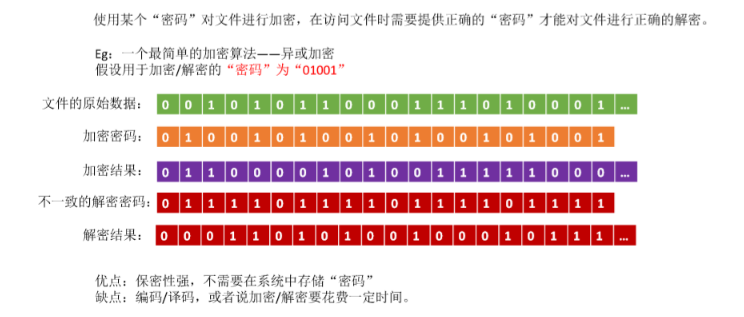 使用某个“密码”对文件进行加密，在访问文件时需要提供正确的“密码”才能对文件进行正确的解密。
Eg：一个最简单的加密算法——异或加密
假设用于加密/解密的“密码”为“01001”
文件的原始数据： 0 0 1 0 1 0 1 1 0 0 0 1 1 1 0 1 0 0 0 1 ...
加密密码： 0 1 0 0 1 0 1 0 0 1 0 1 0 0 1 0 1 0 0 1
加密结果： 0 1 1 0 0 0 0 1 0 1 0 0 1 1 1 1 1 0 0 0 ...
不一致的解密密码： 0 1 1 1 1 0 1 1 1 1 0 1 1 1 1 0 1 1 1 1
解密结果： 0 0 0 1 1 0 1 0 1 0 0 1 0 0 0 1 0 1 1 1 ...
优点：保密性强，不需要在系统中存储“密码”
缺点：编码/译码，或者说加密/解密要花费一定时间。